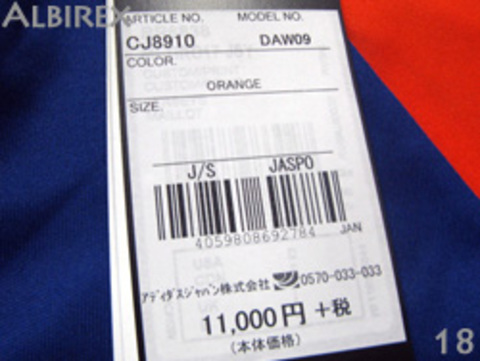 ALBIREX
ARTICLE NO. MODEL NO.
CJ8910 DAW09
COLOR:
ORANGE
SIZE:
J/S JASPO
4059808692784 JAN
アディダスジャパン株式会社 0570-033-033
11,000円 +税
(本体価格)
18